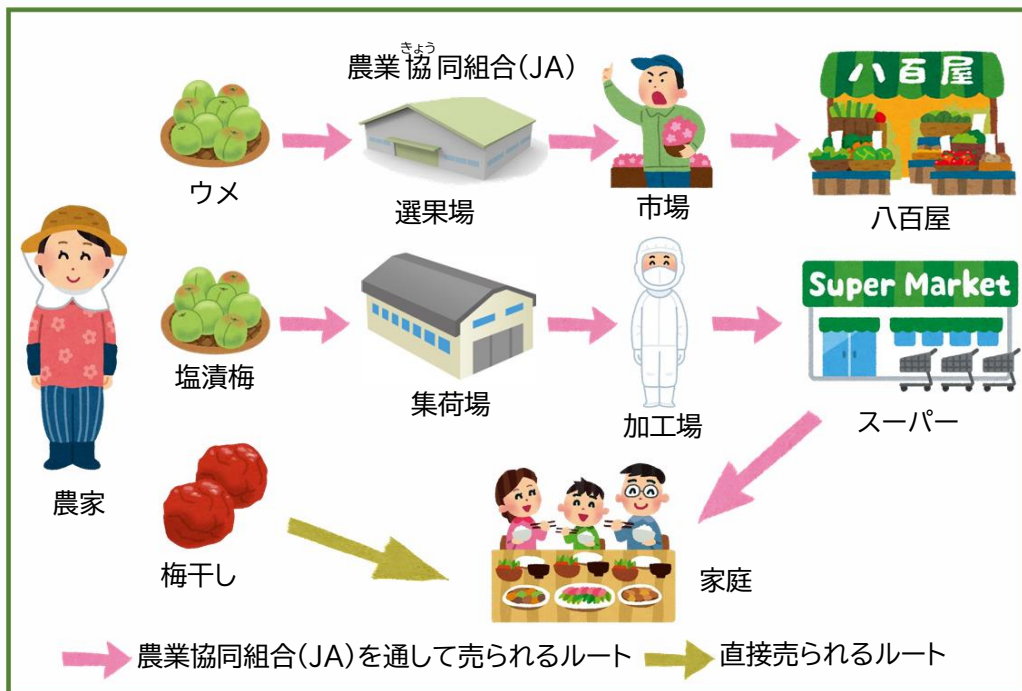 農業協同組合(JA)
きょう
ウメ
選果場
市場
八百屋
八百屋
農家
塩漬梅
集荷場
加工場
Super Market
スーパー
梅干し
家庭
農業協同組合(JA)を通して売られるルート
直接売られるルート